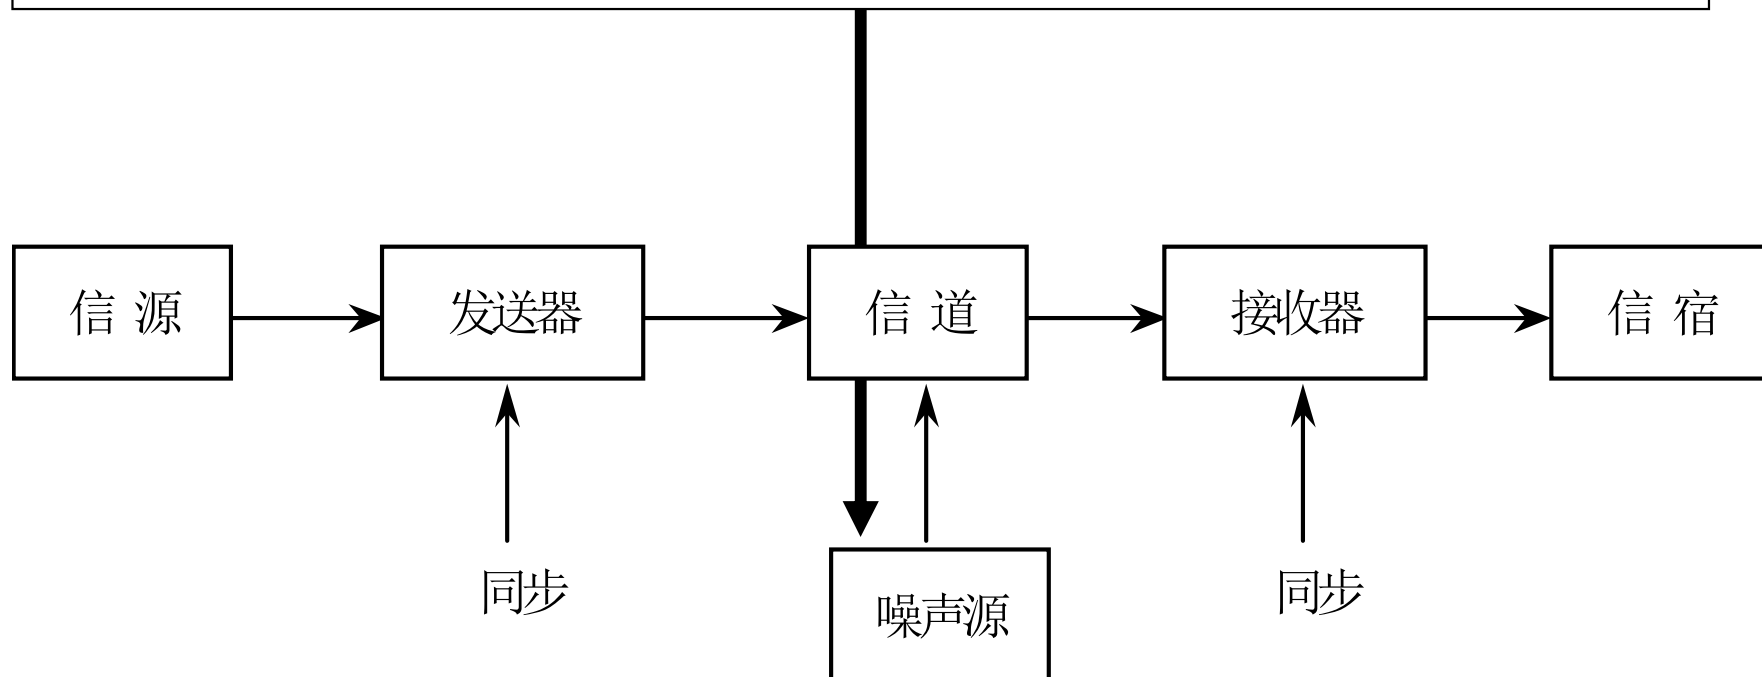 信 源 发送器 信 道 接收器 信 宿
同步 噪声源 同步